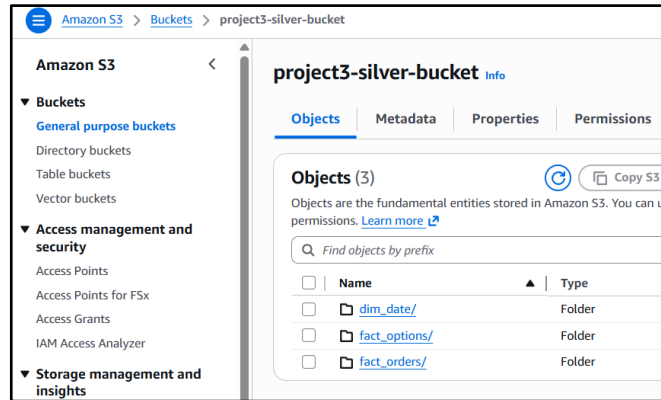 Amazon S3 > Buckets > project3-silver-bucket
Amazon S3
Buckets
General purpose buckets
Directory buckets
Table buckets
Vector buckets
Access management and
security
Access Points
Access Points for FSx
Access Grants
IAM Access Analyzer
Storage management and
insights
project3-silver-bucket Info
Objects Metadata Properties Permissions
Objects (3)
Copy S3
Objects are the fundamental entities stored in Amazon S3. You can u
permissions. Learn more
Find objects by prefix
Name Type
dim_date/ Folder
fact_options/ Folder
fact_orders/ Folder